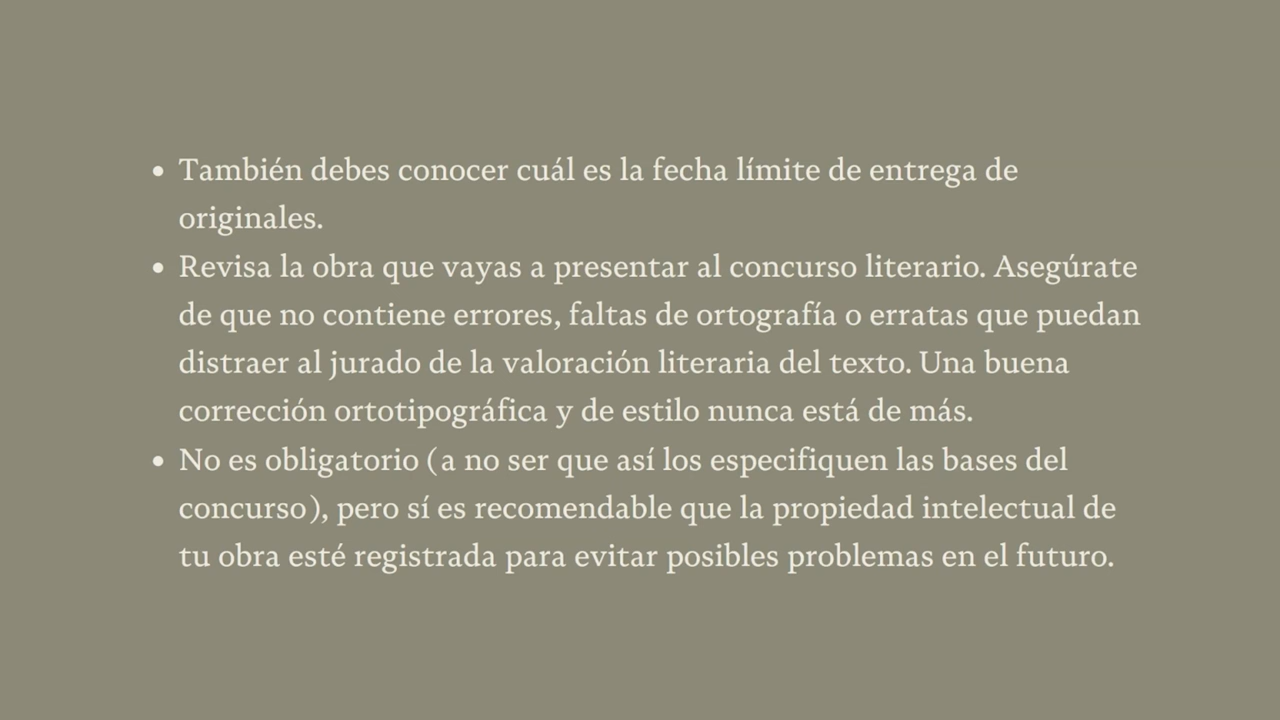 • También debes conocer cuál es la fecha límite de entrega de
originales.
• Revisa la obra que vayas a presentar al concurso literario. Asegúrate
de que no contiene errores, faltas de ortografía o erratas que puedan
distraer al jurado de la valoración literaria del texto. Una buena
corrección ortotipográfica y de estilo nunca está de más.
• No es obligatorio (a no ser que así los especifiquen las bases del
concurso), pero sí es recomendable que la propiedad intelectual de
tu obra esté registrada para evitar posibles problemas en el futuro.